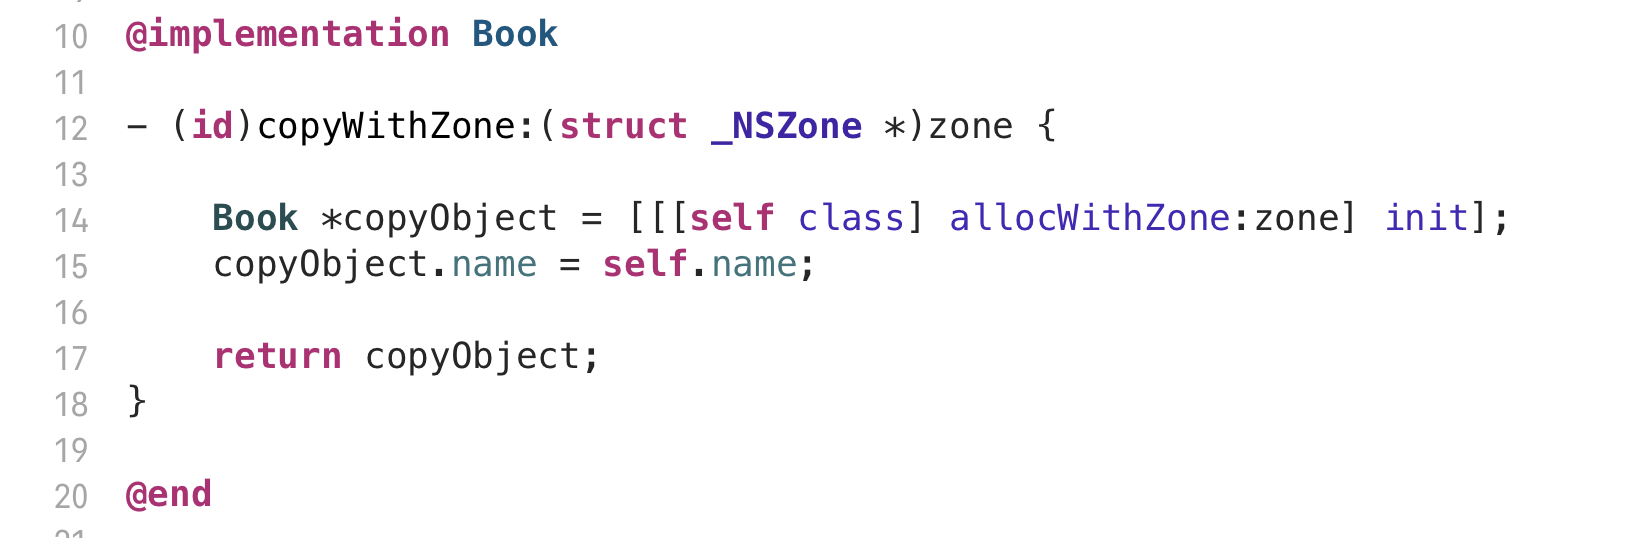 10 @implementation Book
11
12 - (id)copyWithZone:(struct _NSZone *)zone {
13
14 Book *copyObject = [[[self class] allocWithZone:zone] init];
15 copyObject.name = self.name;
16
17 return copyObject;
18 }
19
20 @end